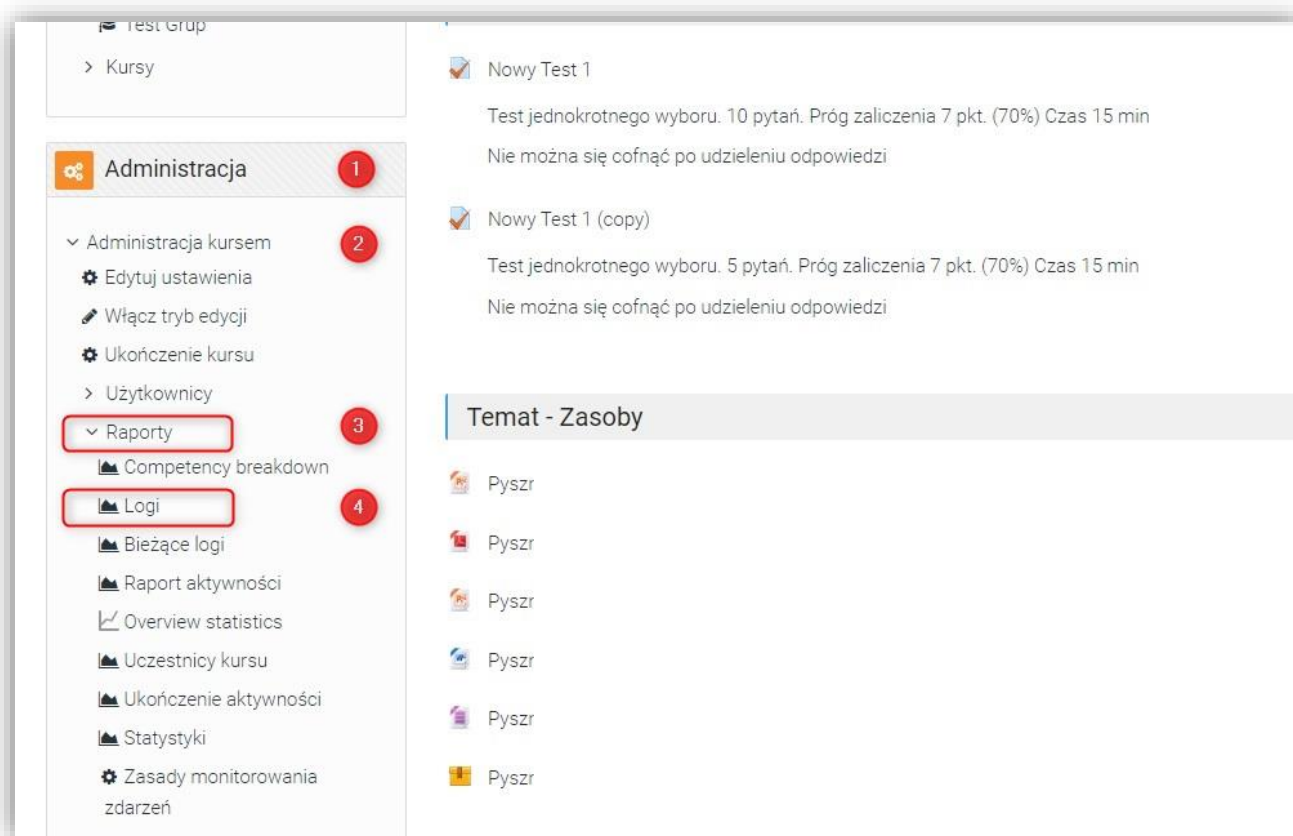 Test Grup
Kursy
Administracja
1
Administracja kursem
2
Edytuj ustawienia
Włącz tryb edycji
Ukończenie kursu
Użytkownicy
Raporty
3
Competency breakdown
Logi
4
Bieżące logi
Raport aktywności
Overview statistics
Uczestnicy kursu
Ukończenie aktywności
Statystyki
Zasady monitorowania
zdarzeń
Nowy Test 1
Test jednokrotnego wyboru. 10 pytań. Próg zaliczenia 7 pkt. (70%) Czas 15 min
Nie można się cofnąć po udzieleniu odpowiedzi
Nowy Test 1 (copy)
Test jednokrotnego wyboru. 5 pytań. Próg zaliczenia 7 pkt. (70%) Czas 15 min
Nie można się cofnąć po udzieleniu odpowiedzi
Temat - Zasoby
Pyszr
Pyszr
Pyszr
Pyszr
Pyszr
Pyszr